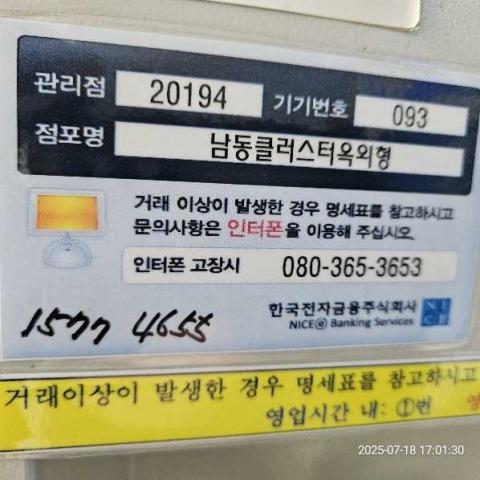 관리점 20194 기기번호 093
점포명 남동클러스터옥외형
거래 이상이 발생한 경우 명세표를 참고하시고
문의사항은 인터폰을 이용해 주십시오.
인터폰 고장시 080-365-3653
한국전자금융주식회사
NICE@ Banking Services
NICE
1577 4655
거래이상이 발생한 경우 명세표를 참고하시고
영업시간 내: ①번
2025-07-18 17:01:30